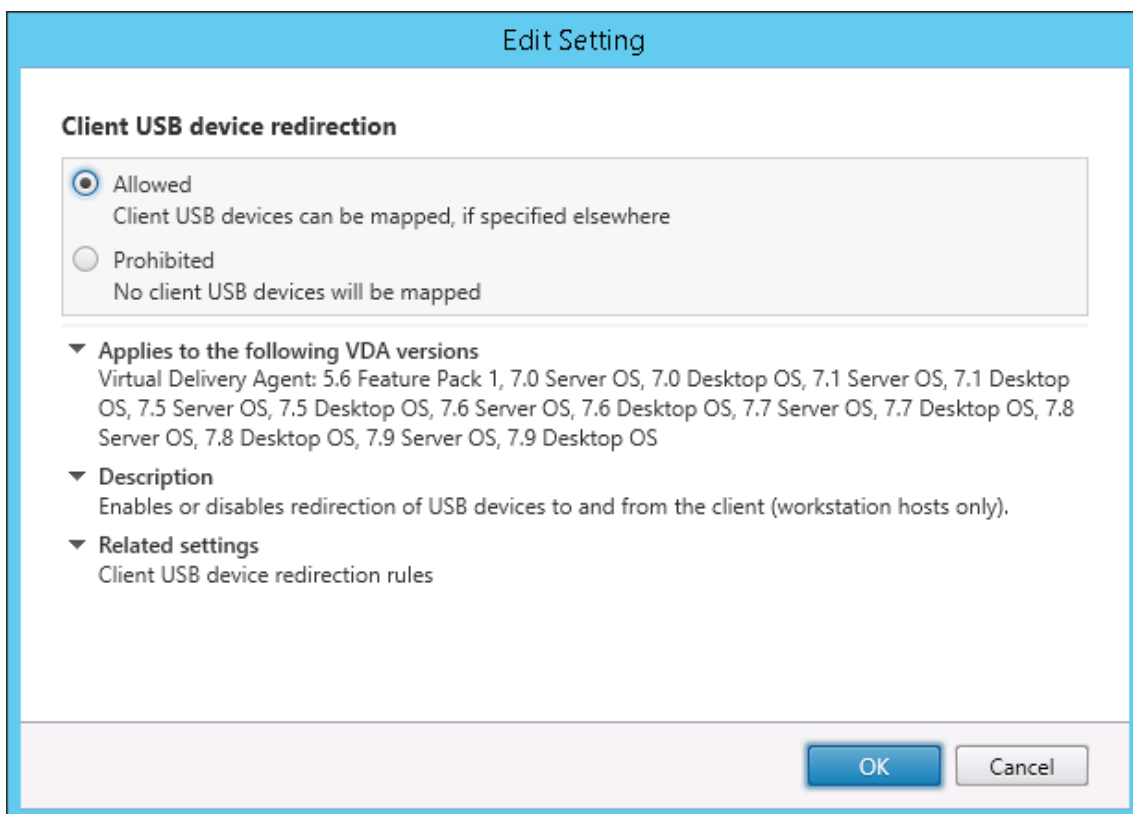 Edit Setting
Client USB device redirection
Allowed
Client USB devices can be mapped, if specified elsewhere
Prohibited
No client USB devices will be mapped
Applies to the following VDA versions
Virtual Delivery Agent: 5.6 Feature Pack 1, 7.0 Server OS, 7.0 Desktop OS, 7.1 Server OS, 7.1 Desktop
OS, 7.5 Server OS, 7.5 Desktop OS, 7.6 Server OS, 7.6 Desktop OS, 7.7 Server OS, 7.7 Desktop OS, 7.8
Server OS, 7.8 Desktop OS, 7.9 Server OS, 7.9 Desktop OS
Description
Enables or disables redirection of USB devices to and from the client (workstation hosts only).
Related settings
Client USB device redirection rules
OK
Cancel